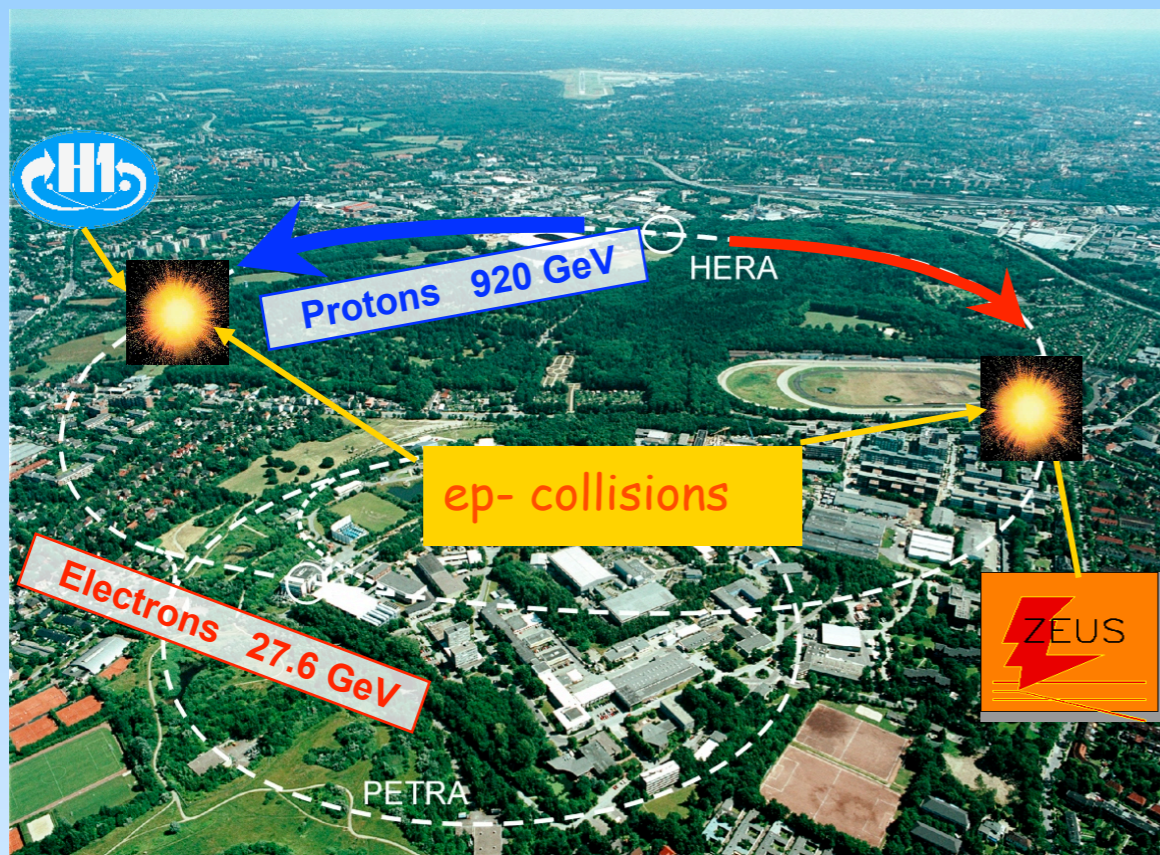 H1
Protons 920 GeV
HERA
ep- collisions
Electrons 27.6 GeV
ZEUS
PETRA